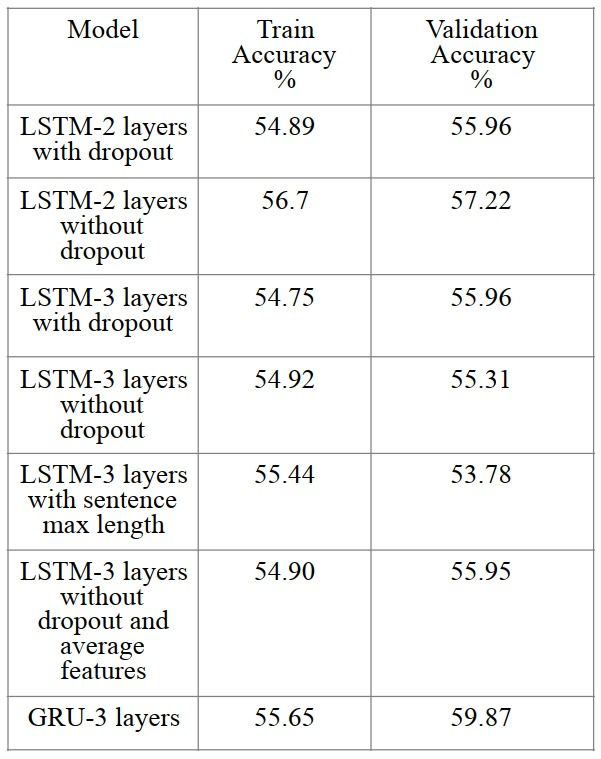 Model
Train
Accuracy
%
Validation
Accuracy
%
LSTM-2 layers
with dropout
54.89
55.96
LSTM-2 layers
without
dropout
56.7
57.22
LSTM-3 layers
with dropout
54.75
55.96
LSTM-3 layers
without
dropout
54.92
55.31
LSTM-3 layers
with sentence
max length
55.44
53.78
LSTM-3 layers
without
dropout and
average
features
54.90
55.95
GRU-3 layers
55.65
59.87